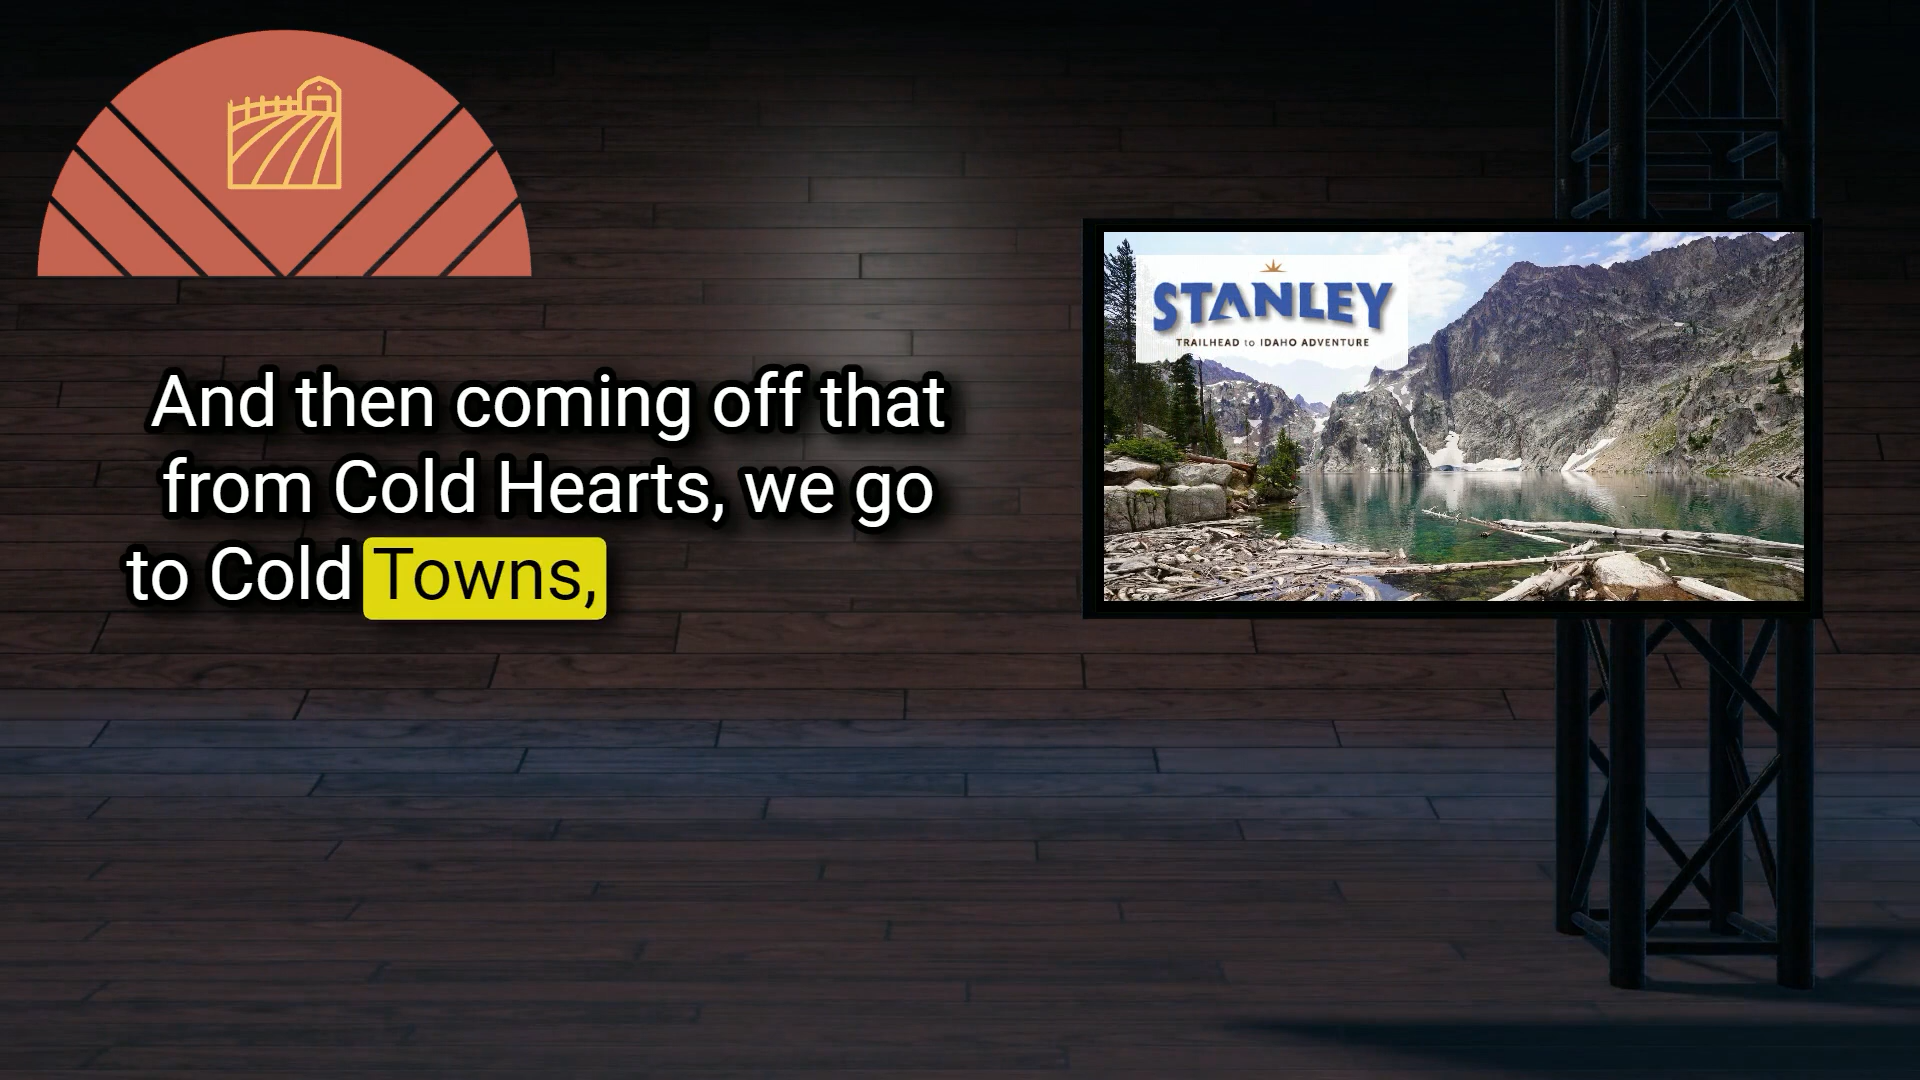 STANLEY
TRAILHEAD to IDAHO ADVENTURE
And then coming off that
from Cold Hearts, we go
to Cold Towns,